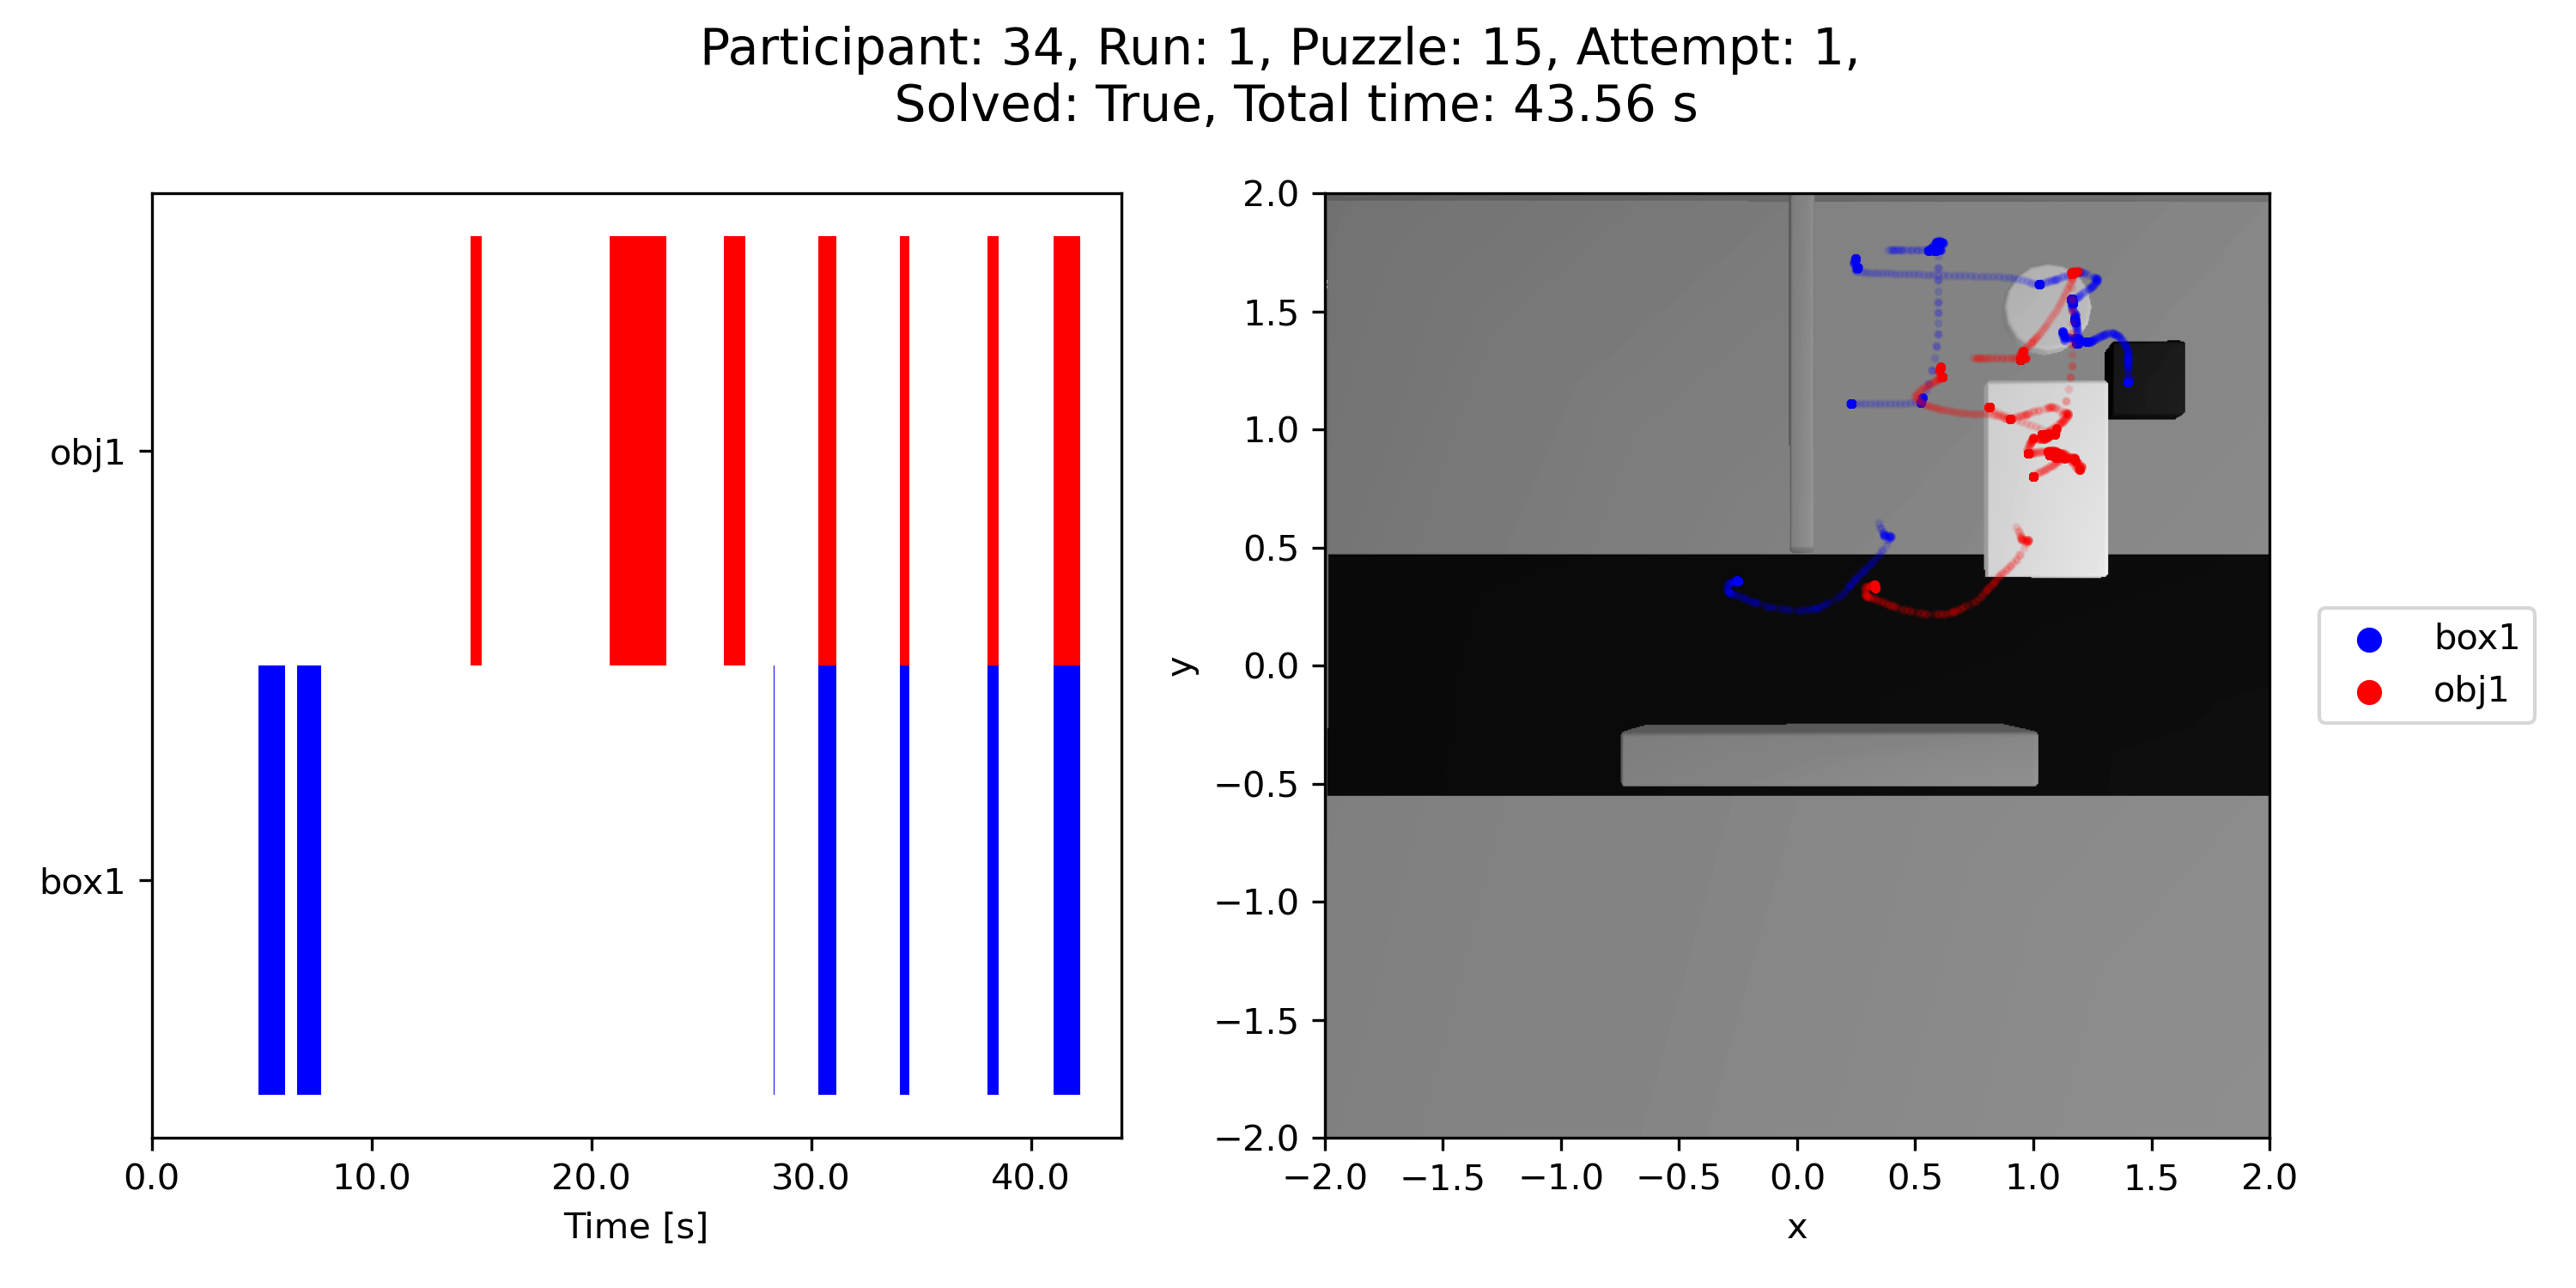 Participant: 34, Run: 1, Puzzle: 15, Attempt: 1,
Solved: True, Total time: 43.56 s
obj1
box1
0.0 10.0 20.0 30.0 40.0
Time [s]
2.0
1.5
1.0
0.5
0.0
−0.5
−1.0
−1.5
−2.0
y
−2.0 −1.5 −1.0 −0.5 0.0 0.5 1.0 1.5 2.0
x
box1
obj1